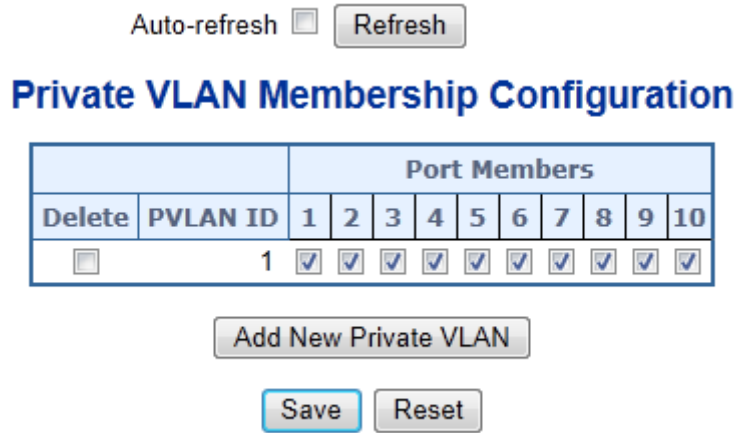 Auto-refresh Refresh
Private VLAN Membership Configuration
Port Members
Delete PVLAN ID 1 2 3 4 5 6 7 8 9 10
1
Add New Private VLAN
Save Reset